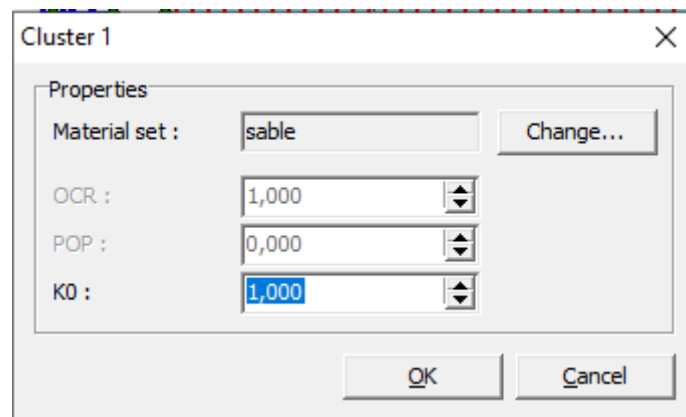 Cluster 1
Properties
Material set : sable Change...
OCR : 1,000
POP : 0,000
K0 : 1,000
OK Cancel